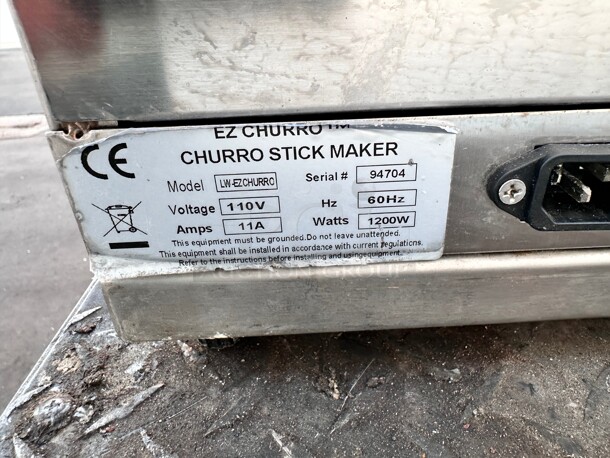 EZ CHURRO TM
CHURRO STICK MAKER
Model LW-EZCHURRO Serial # 94704
Voltage 110V Hz 60Hz
Amps 11A Watts 1200W
This equipment must be grounded.Do not leave unattended.
This equipment shall be installed in accordance with current regulations.
Refer to the instructions before installing and usingequipment.
CE